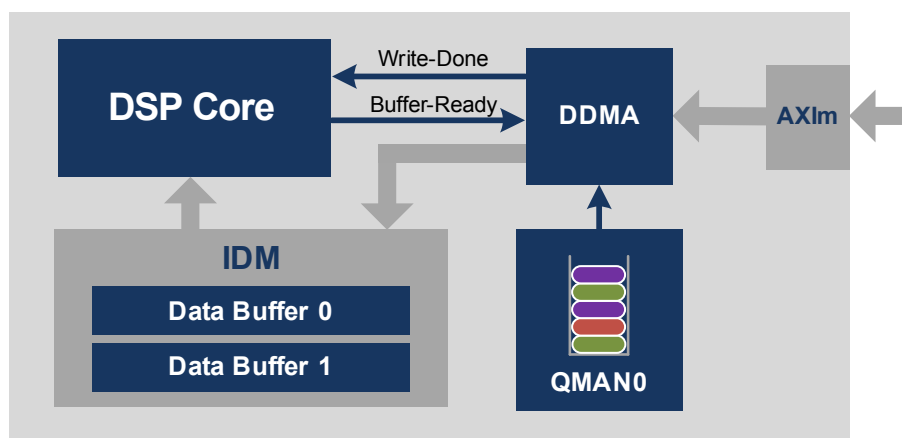 Write-Done
DSP Core
Buffer-Ready
DDMA
AXIm
IDM
Data Buffer 0
Data Buffer 1
QMAN0